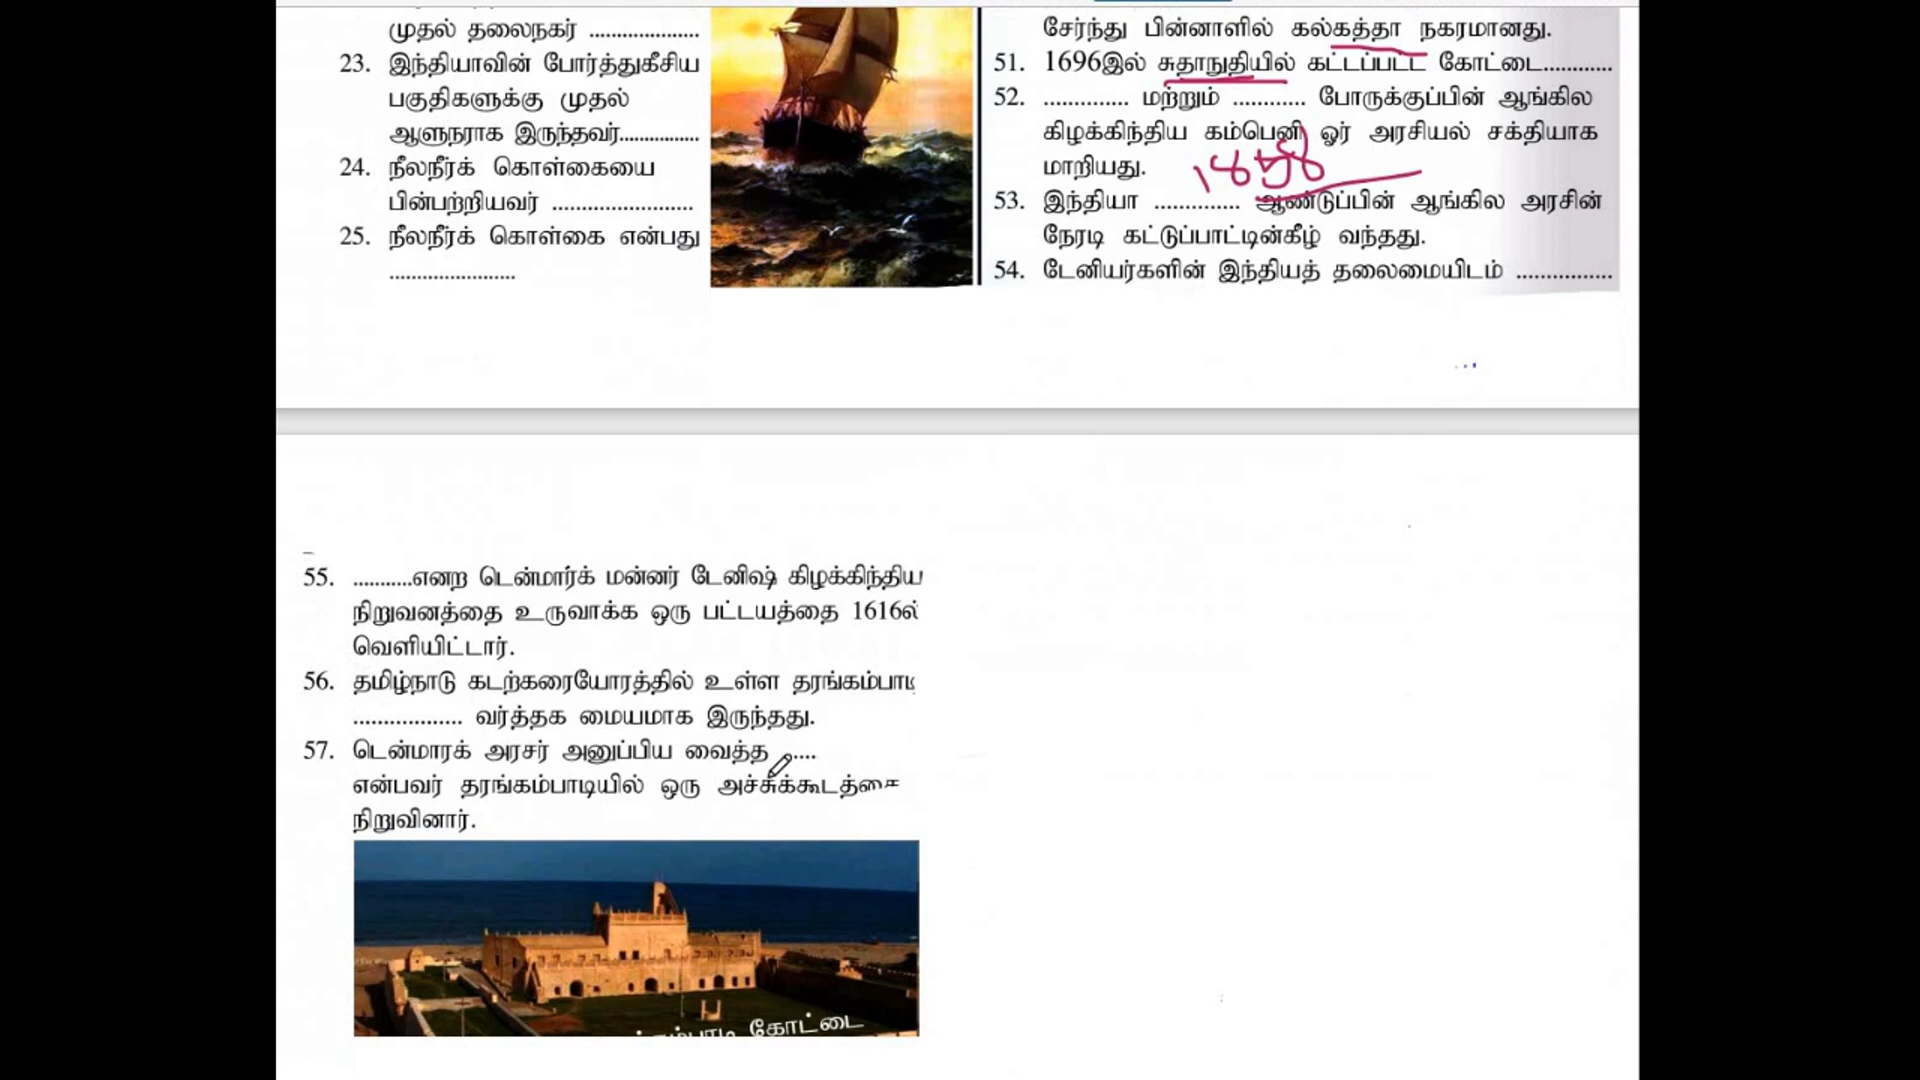 முதல் தலைநகர் ...................
23. இந்தியாவின் போர்த்துகீசிய
பகுதிகளுக்கு முதல்
ஆளுநராக இருந்தவர்................
24. நீலநீர்க் கொள்கையை
பின்பற்றியவர் ........................
25. நீலநீர்க் கொள்கை என்பது
......................
சேர்ந்து பின்னாளில் கல்கத்தா நகரமானது.
51. 1696இல் சுதாநுதியில் கட்டப்பட்ட கோட்டை............
52. .............. மற்றும் ............ போருக்குப்பின் ஆங்கில
கிழக்கிந்திய கம்பெனி ஓர் அரசியல் சக்தியாக
மாறியது.
1858
53. இந்தியா .............. ஆண்டுப்பின் ஆங்கில அரசின்
நேரடி கட்டுப்பாட்டின்கீழ் வந்தது.
54. டேனியர்களின் இந்தியத் தலைமையிடம் ................
55. ..........எனற டென்மார்க் மன்னர் டேனிஷ் கிழக்கிந்திய
நிறுவனத்தை உருவாக்க ஒரு பட்டயத்தை 1616ல்
வெளியிட்டார்.
56. தமிழ்நாடு கடற்கரையோரத்தில் உள்ள தரங்கம்பாடி
.................. வர்த்தக மையமாக இருந்தது.
57. டென்மாரக் அரசர் அனுப்பிய வைத்த ....
என்பவர் தரங்கம்பாடியில் ஒரு அச்சுக்கூடத்தை
நிறுவினார்.
கோட்டை